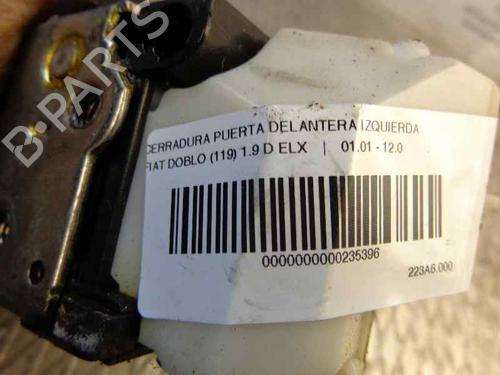 B-PARTS
CERRADURA PUERTA DELANTERA IZQUIERDA
FIAT DOBLO (119) 1.9 D ELX | 01.01 - 12.0
0000000000235396
223A6.000